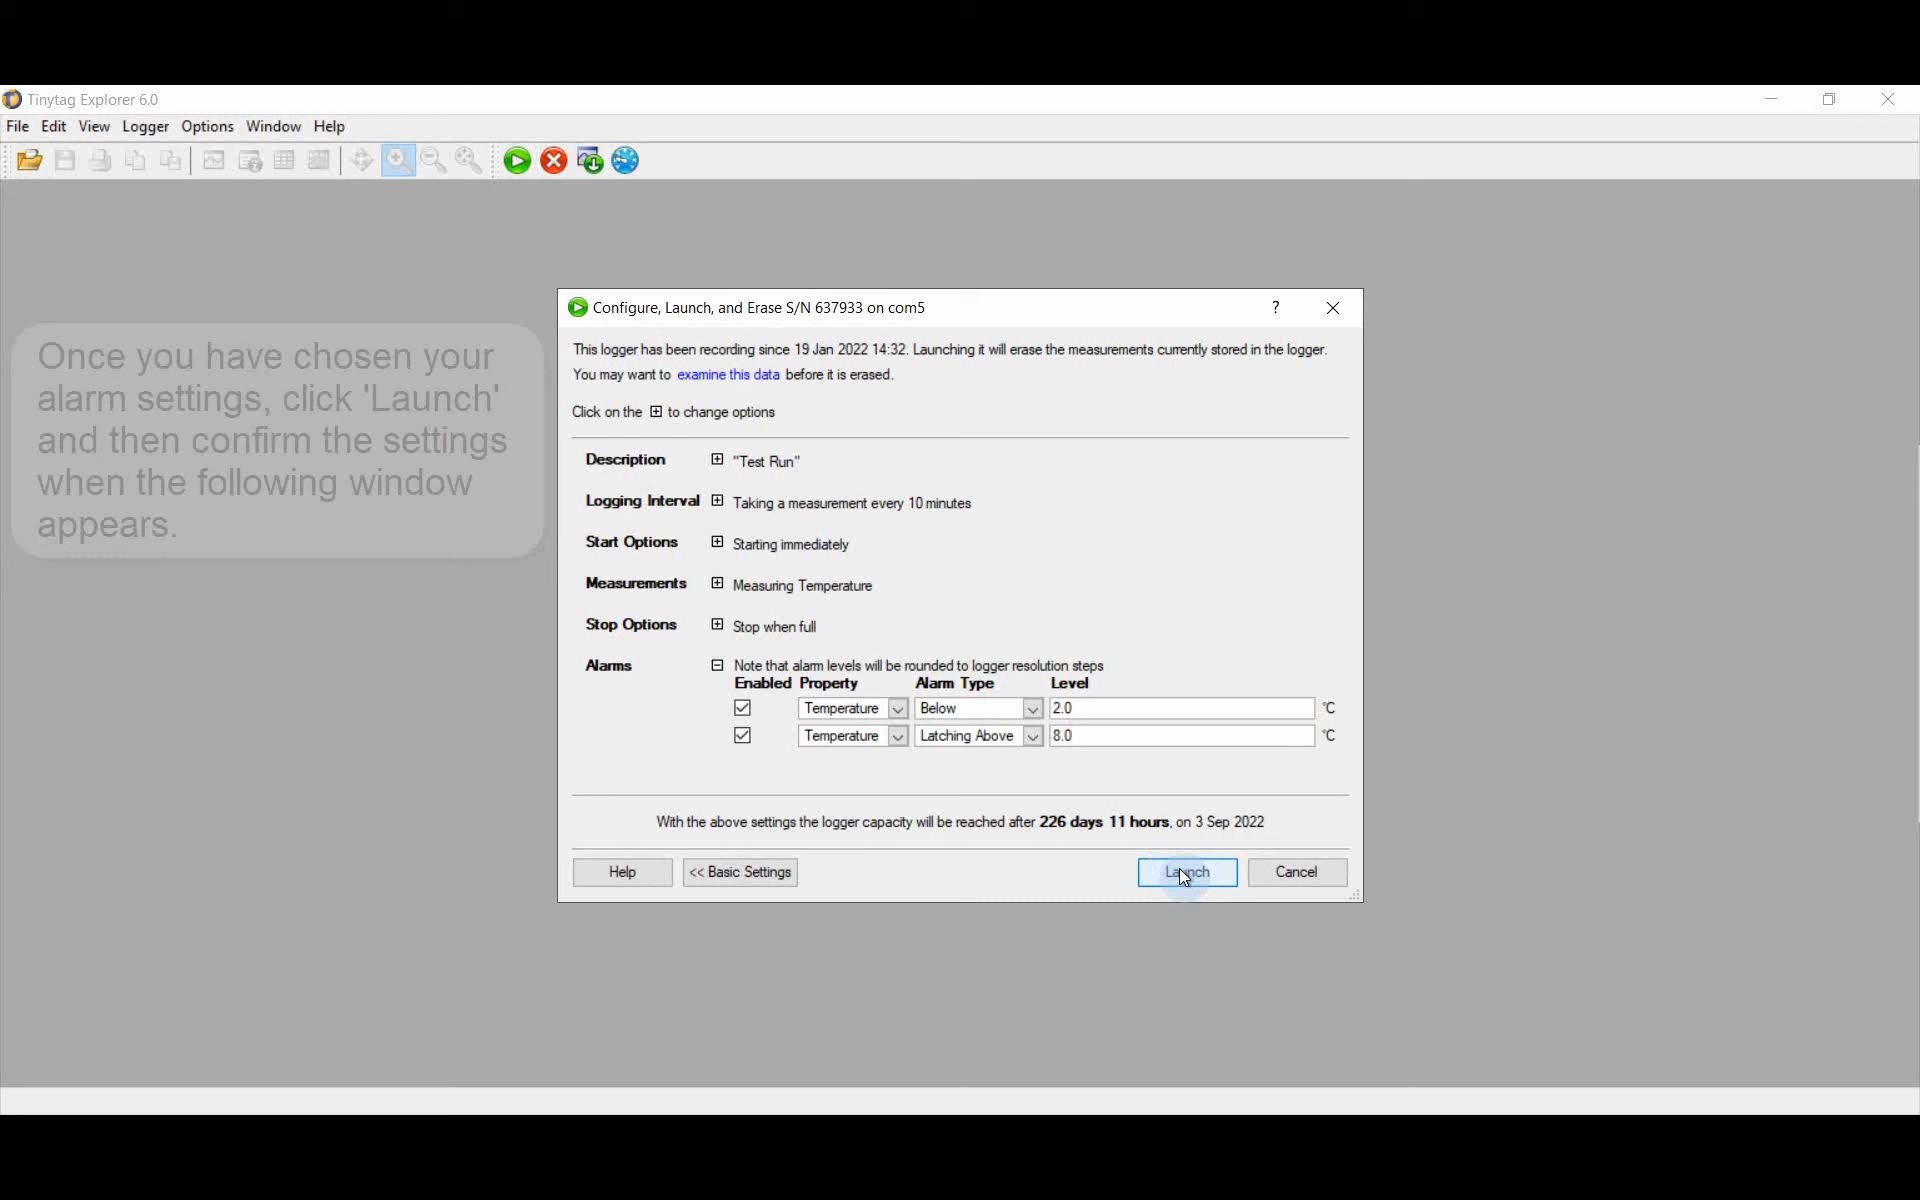 Tinytag Explorer 6.0
File Edit View Logger Options Window Help
Once you have chosen your
alarm settings, click 'Launch'
and then confirm the settings
when the following window
appears.
Configure, Launch, and Erase S/N 637933 on com5
?
This logger has been recording since 19 Jan 2022 14:32. Launching it will erase the measurements currently stored in the logger.
You may want to examine this data before it is erased.
Click on the ⊞ to change options
Description ⊞ "Test Run"
Logging Interval ⊞ Taking a measurement every 10 minutes
Start Options ⊞ Starting immediately
Measurements ⊞ Measuring Temperature
Stop Options ⊞ Stop when full
Alarms ⊟ Note that alarm levels will be rounded to logger resolution steps
Enabled Property Alarm Type Level
Temperature Below 2.0 °C
Temperature Latching Above 8.0 °C
With the above settings the logger capacity will be reached after 226 days 11 hours, on 3 Sep 2022
Help << Basic Settings Launch Cancel